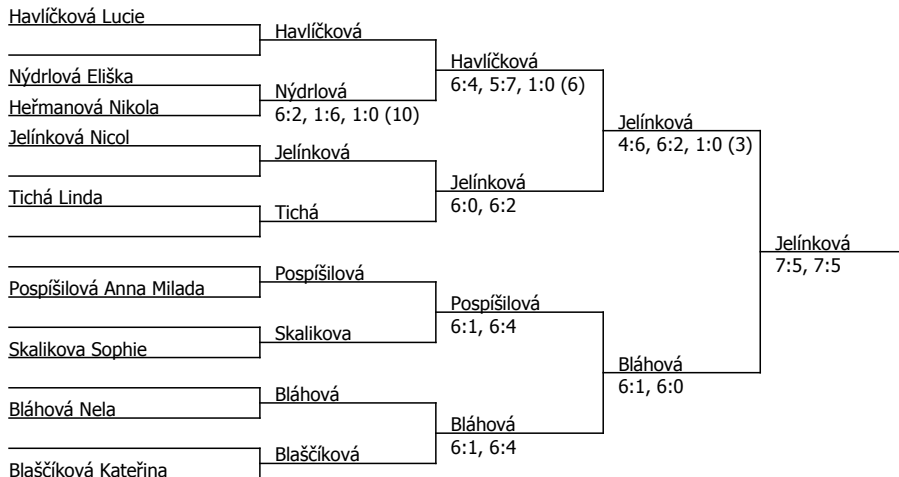 Havlíčková Lucie
Havlíčková
Havlíčková
6:4, 5:7, 1:0 (6)
Nýdrlová Eliška
Nýdrlová
6:2, 1:6, 1:0 (10)
Heřmanová Nikola
Jelínková
4:6, 6:2, 1:0 (3)
Jelínková Nicol
Jelínková
Jelínková
6:0, 6:2
Tichá Linda
Tichá
Jelínková
7:5, 7:5
Pospíšilová
Pospíšilová Anna Milada
Pospíšilová
6:1, 6:4
Skalikova
Skalikova Sophie
Bláhová
6:1, 6:0
Bláhová
Bláhová Nela
Bláhová
6:1, 6:4
Blaščíková
Blaščíková Kateřina